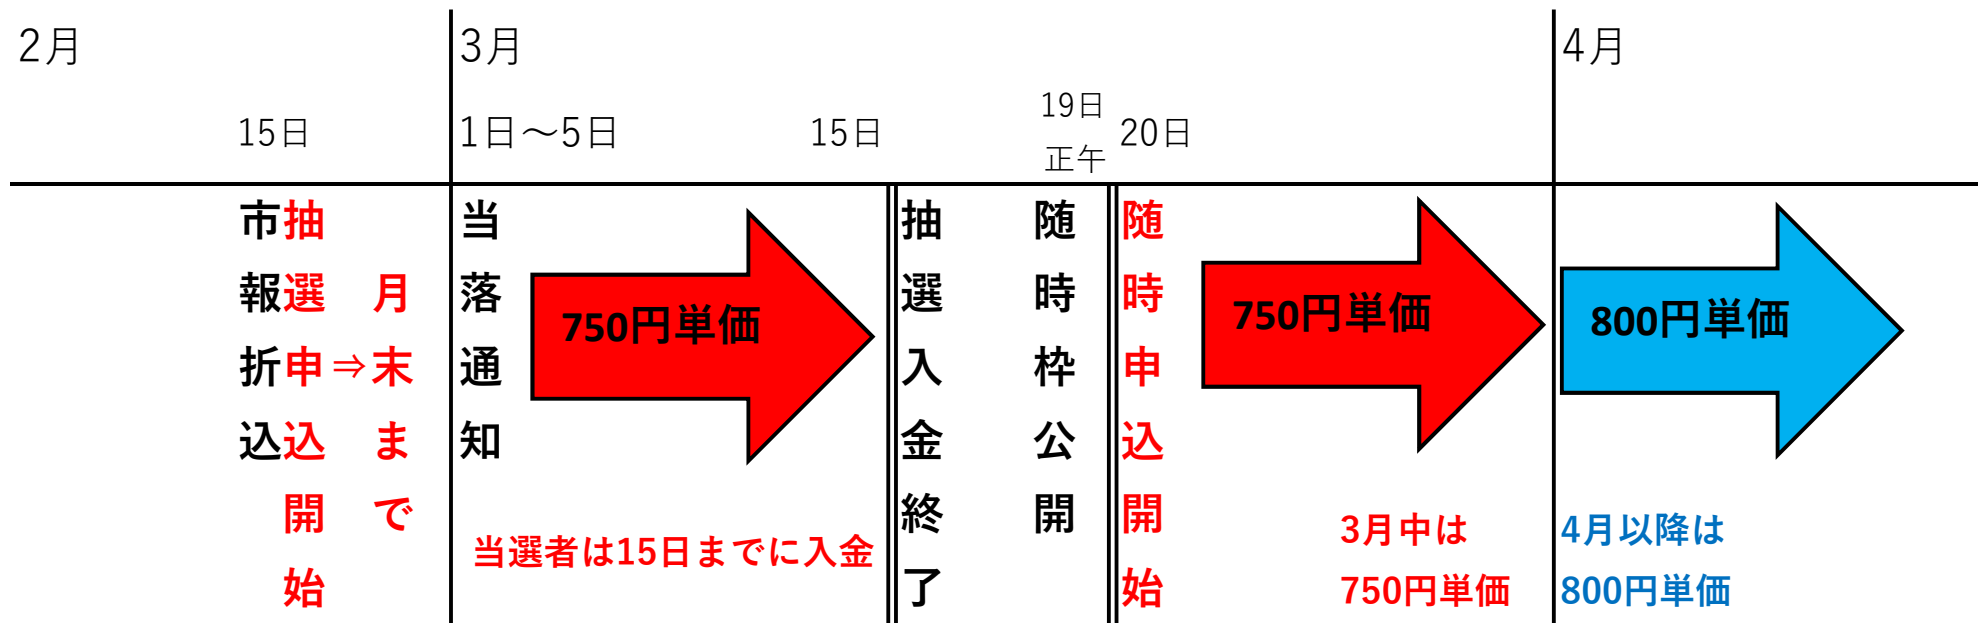 2月
3月
4月
15日
1日～5日
15日
19日
正午
20日
市報折込
抽選申込開始
⇒
月末まで
当落通知
750円単価
当選者は15日までに入金
抽選入金終了
随時枠公開
随時申込開始
750円単価
3月中は
750円単価
800円単価
4月以降は
800円単価